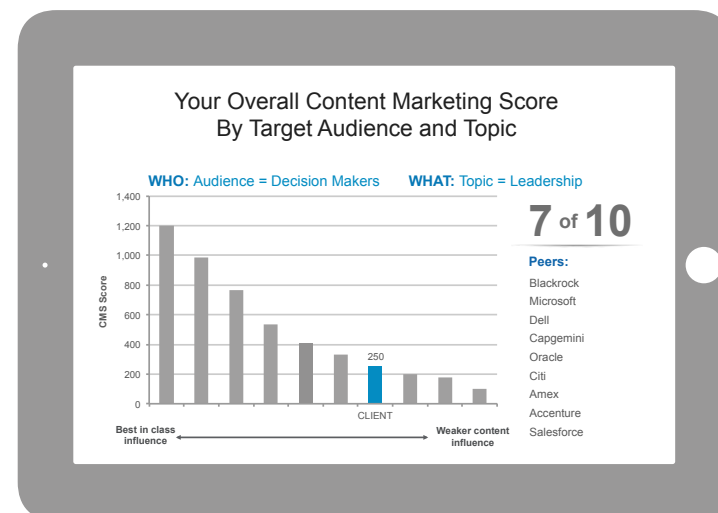 Your Overall Content Marketing Score
By Target Audience and Topic
WHO: Audience = Decision Makers WHAT: Topic = Leadership
1,400
1,200
1,000
800
600
400
200
0
CMS Score
250
CLIENT
Best in class
influence
Weaker content
influence
7 of 10
Peers:
Blackrock
Microsoft
Dell
Capgemini
Oracle
Citi
Amex
Accenture
Salesforce